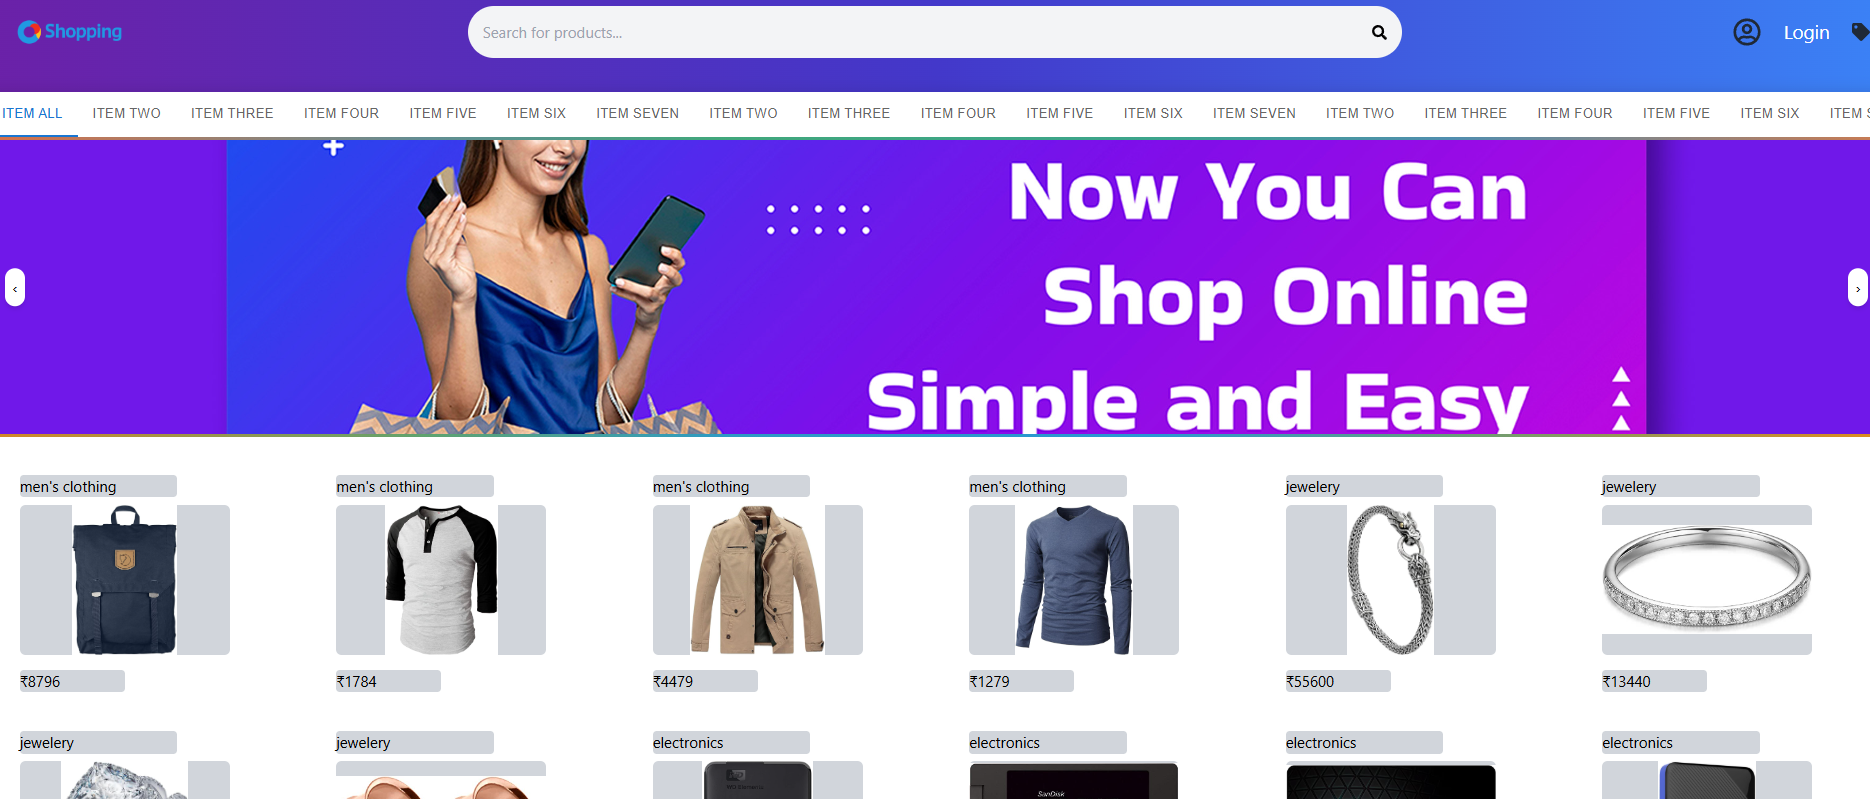 Shopping
Search for products...
Login
ITEM ALL ITEM TWO ITEM THREE ITEM FOUR ITEM FIVE ITEM SIX ITEM SEVEN ITEM TWO ITEM THREE ITEM FOUR ITEM FIVE ITEM SIX ITEM SEVEN ITEM TWO ITEM THREE ITEM FOUR ITEM FIVE ITEM SIX ITEM S
Now You Can
Shop Online
Simple and Easy
men's clothing men's clothing men's clothing men's clothing jewelery jewelery
₹8796 ₹1784 ₹4479 ₹1279 ₹55600 ₹13440
jewelery jewelery electronics electronics electronics electronics
SanDisk